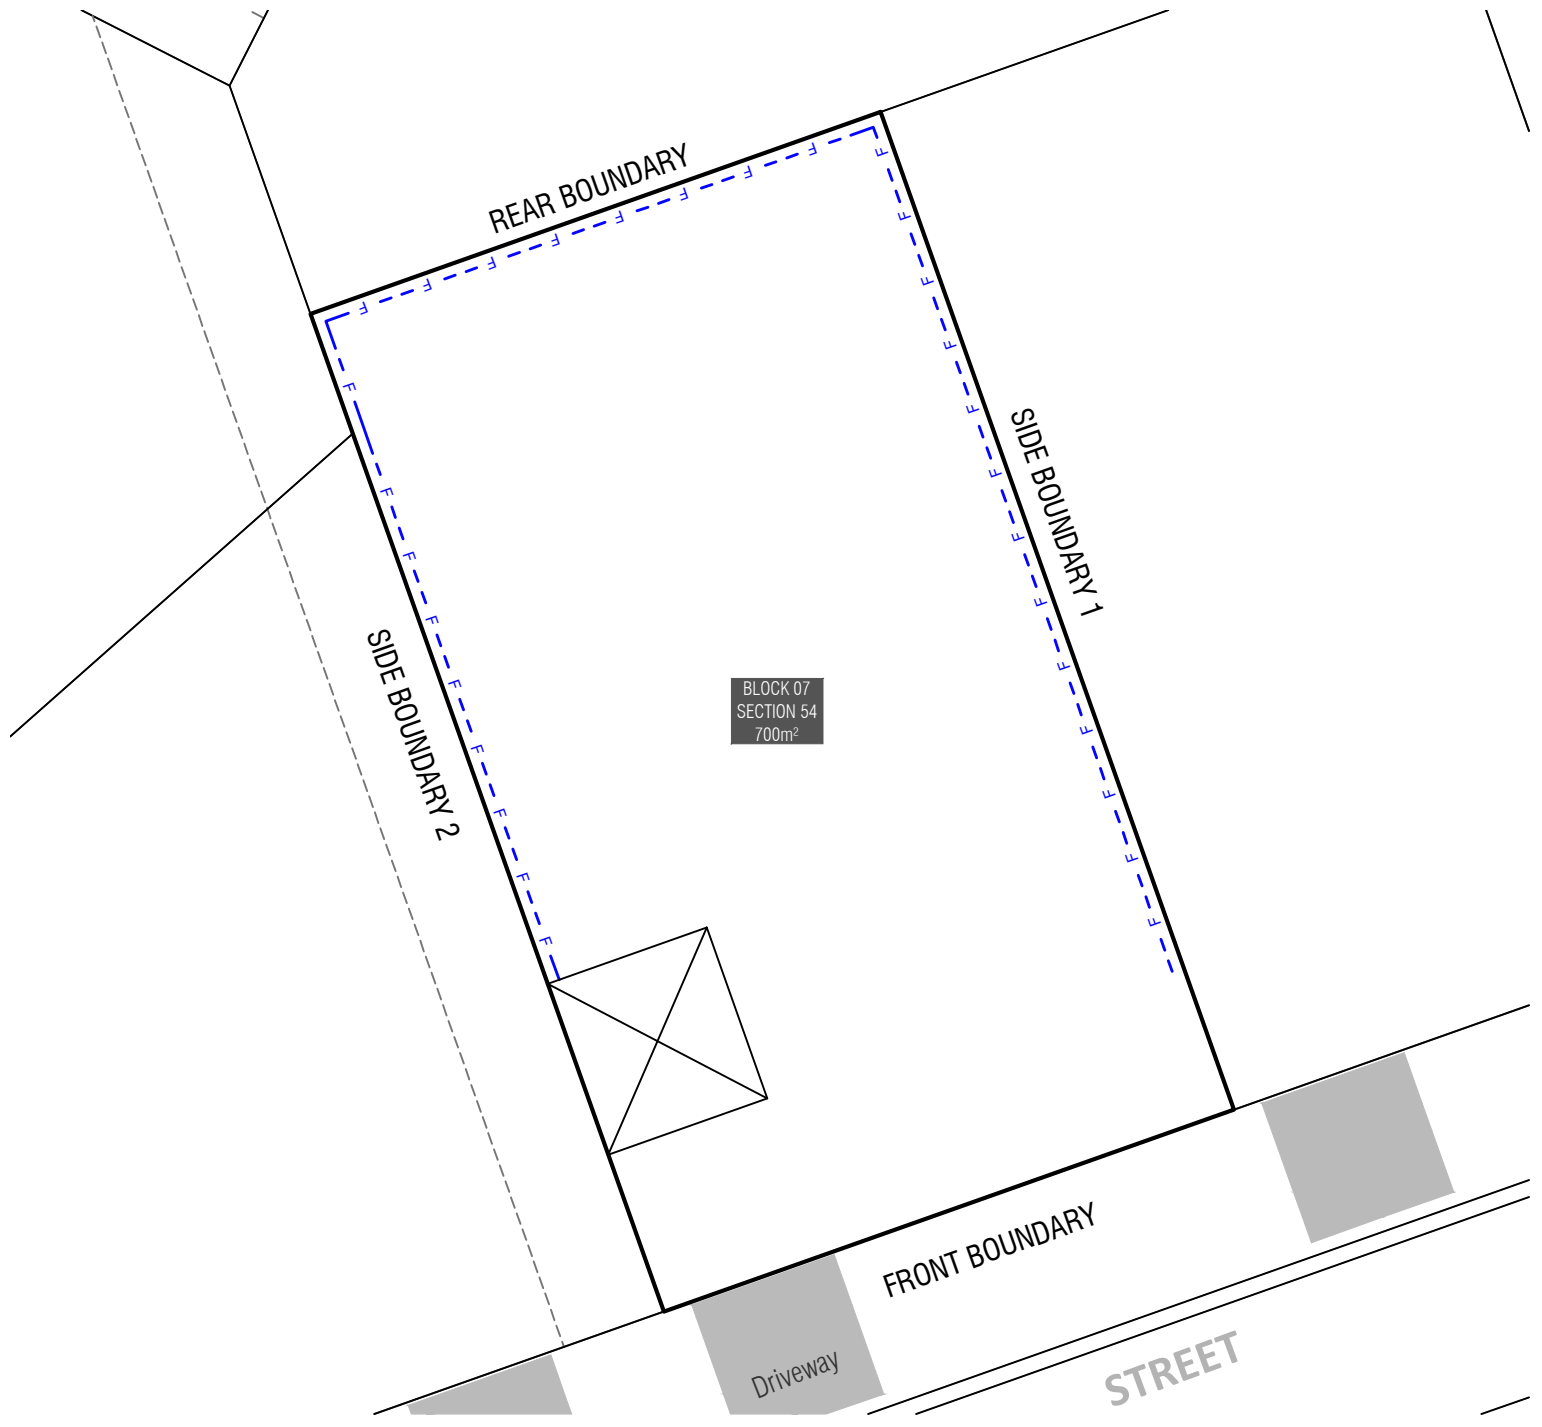 REAR BOUNDARY
F F F F F F F F
F F F F F F F F F F F F F
SIDE BOUNDARY 1
F F F F F F F F F
SIDE BOUNDARY 2
BLOCK 07
SECTION 54
700m²
FRONT BOUNDARY
Driveway
STREET